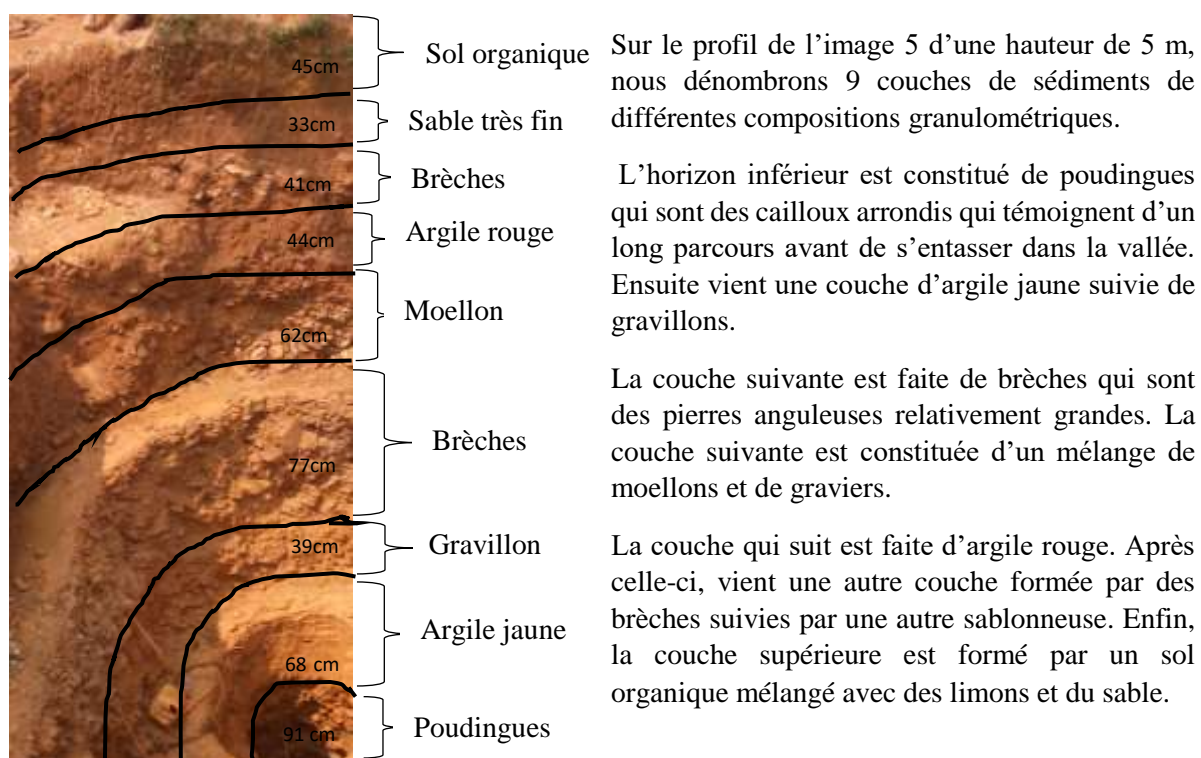 45cm
Sol organique
33cm
Sable très fin
41cm
Brèches
44cm
Argile rouge
Moellon
62cm
Brèches
77cm
39cm
Gravillon
Argile jaune
68 cm
91 cm
Poudingues
Sur le profil de l’image 5 d’une hauteur de 5 m,
nous dénombrons 9 couches de sédiments de
différentes compositions granulométriques.
L’horizon inférieur est constitué de poudingues
qui sont des cailloux arrondis qui témoignent d’un
long parcours avant de s’entasser dans la vallée.
Ensuite vient une couche d’argile jaune suivie de
gravillons.
La couche suivante est faite de brèches qui sont
des pierres anguleuses relativement grandes. La
couche suivante est constituée d’un mélange de
moellons et de graviers.
La couche qui suit est faite d’argile rouge. Après
celle-ci, vient une autre couche formée par des
brèches suivies par une autre sablonneuse. Enfin,
la couche supérieure est formé par un sol
organique mélangé avec des limons et du sable.